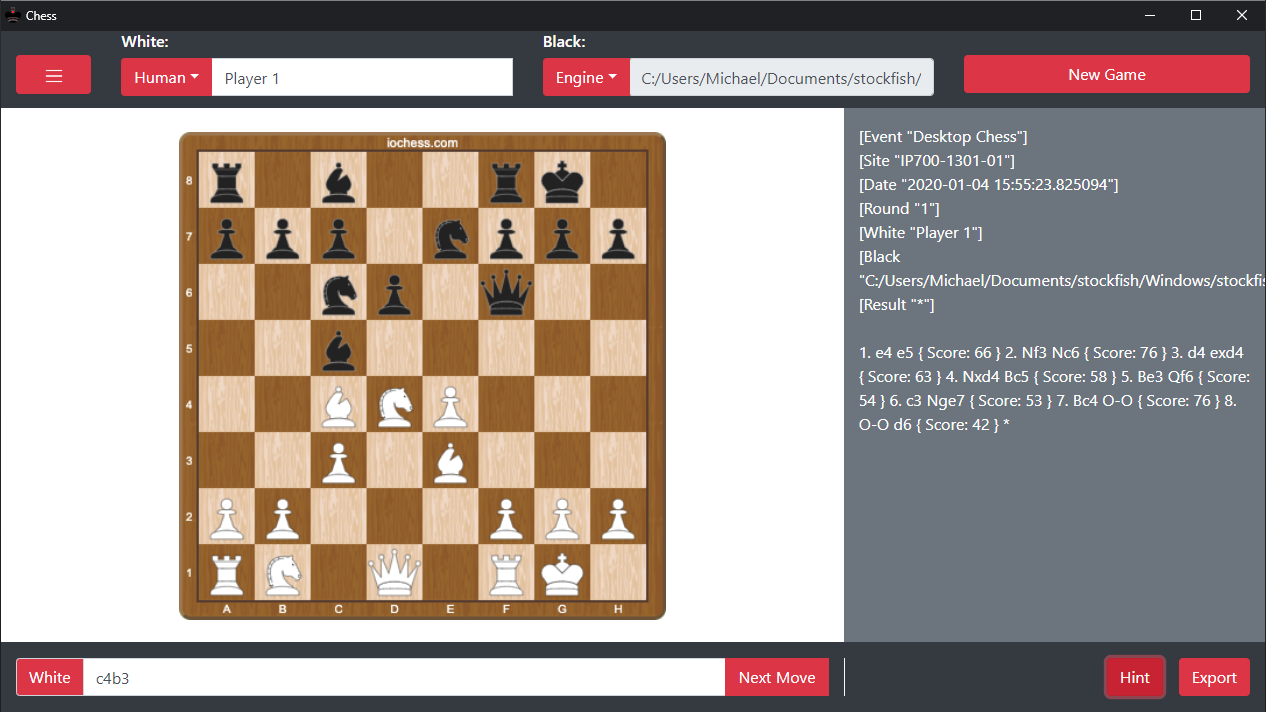 Chess
White:
Black:
Human
Player 1
Engine
C:/Users/Michael/Documents/stockfish/
New Game
iochess.com
8
7
6
5
4
3
2
1
A B C D E F G H
[Event "Desktop Chess"]
[Site "IP700-1301-01"]
[Date "2020-01-04 15:55:23.825094"]
[Round "1"]
[White "Player 1"]
[Black
"C:/Users/Michael/Documents/stockfish/Windows/stockfis
[Result "*"]
1. e4 e5 { Score: 66 } 2. Nf3 Nc6 { Score: 76 } 3. d4 exd4
{ Score: 63 } 4. Nxd4 Bc5 { Score: 58 } 5. Be3 Qf6 { Score:
54 } 6. c3 Nge7 { Score: 53 } 7. Bc4 O-O { Score: 76 } 8.
O-O d6 { Score: 42 } *
White
c4b3
Next Move
Hint
Export